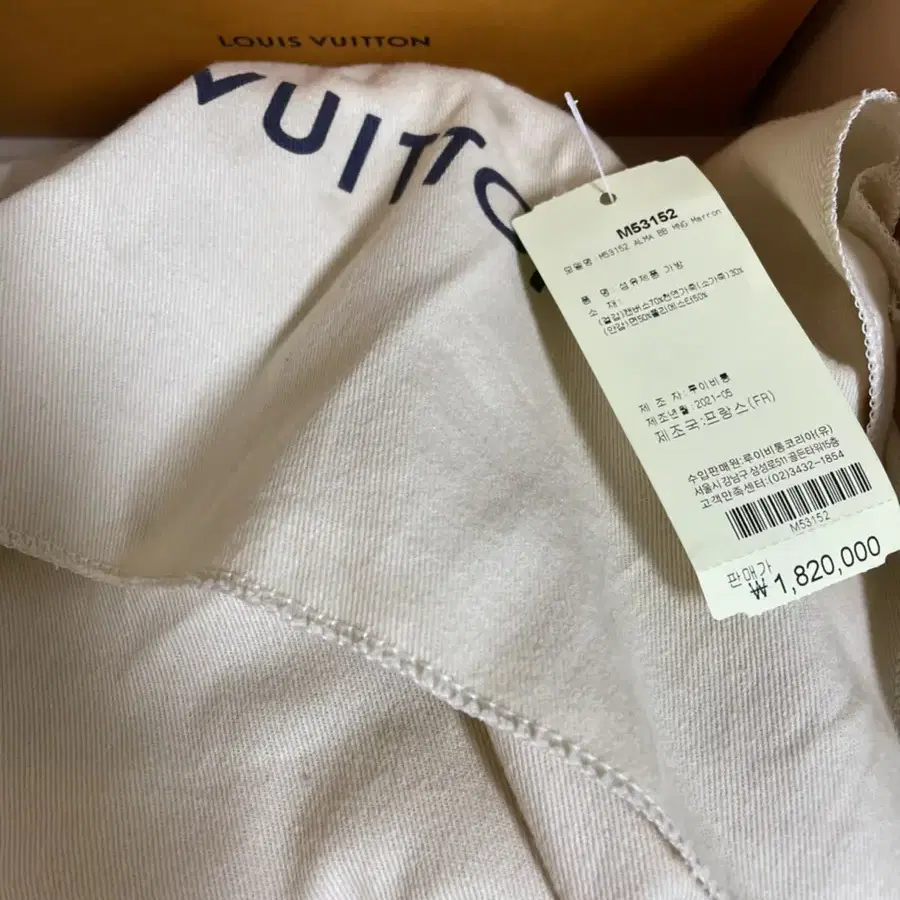 LOUIS VUITTON
VUITTO
M53152
모델명 : M53152 ALMA BB MNG Marron
품 명 : 섬유제품 가방
소 재 :
(겉감)캔버스70%천연가죽(소가죽)30%
(안감)면50%폴리에스터50%
제 조 자 : 루이비통
제조년월 : 2021-05
제조국:프랑스(FR)
수입판매원:루이비통코리아(유)
서울시 강남구 삼성로511 골든타워15층
고객만족센터:(02)3432-1854
M53152
판매가
₩ 1,820,000